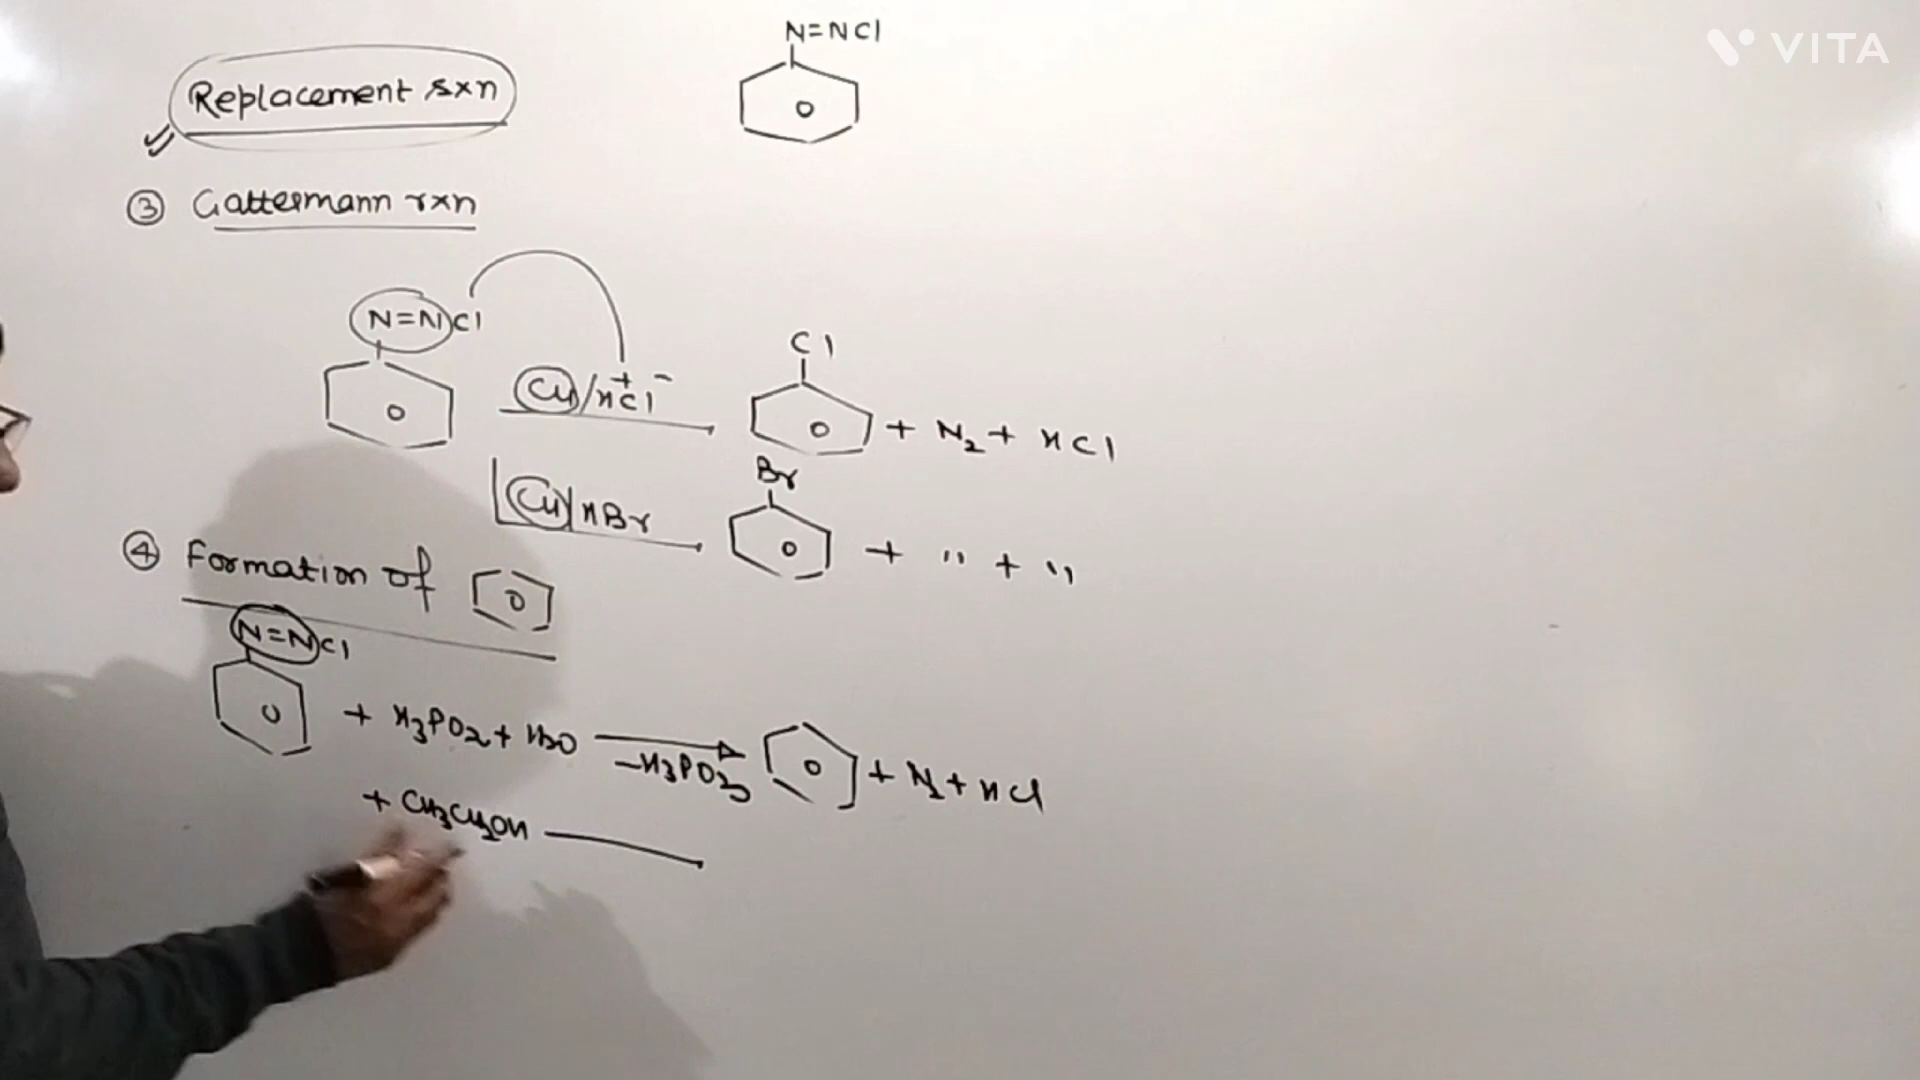 N=NCl
VITA
Replacement rxn
③ Gattermann rxn
N=NCl
Cu/HCl + -
Cl
+ N2 + HCl
Cu/HBr
Br
+ " + "
④ Formation of
N=NCl
+ H3PO2 + H2O
-H3PO3
+ N2 + HCl
+ CH3CH2OH